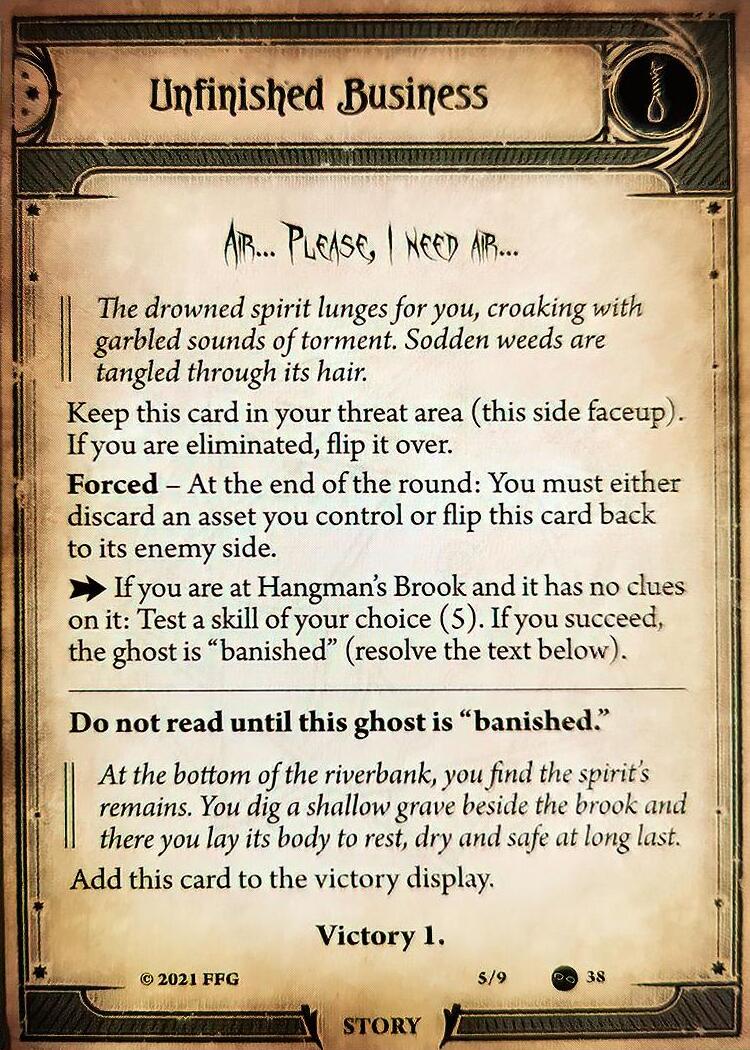 Unfinished Business
Air... Please, I need air...
The drowned spirit lunges for you, croaking with
garbled sounds of torment. Sodden weeds are
tangled through its hair.
Keep this card in your threat area (this side faceup).
If you are eliminated, flip it over.
Forced – At the end of the round: You must either
discard an asset you control or flip this card back
to its enemy side.
If you are at Hangman's Brook and it has no clues
on it: Test a skill of your choice (5). If you succeed,
the ghost is “banished” (resolve the text below).
Do not read until this ghost is “banished.”
At the bottom of the riverbank, you find the spirit's
remains. You dig a shallow grave beside the brook and
there you lay its body to rest, dry and safe at long last.
Add this card to the victory display.
Victory 1.
© 2021 FFG 5/9 38
STORY